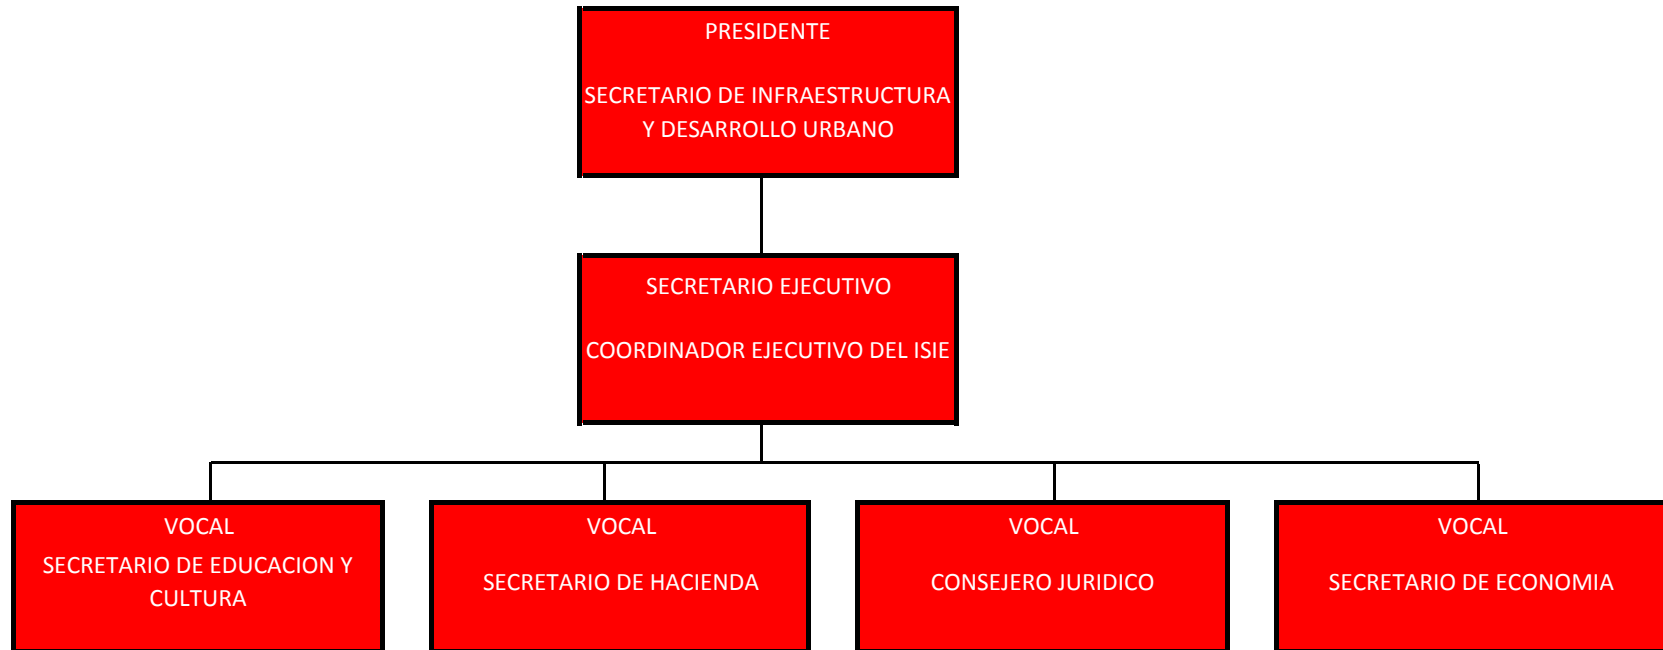 PRESIDENTE
SECRETARIO DE INFRAESTRUCTURA
Y DESARROLLO URBANO
SECRETARIO EJECUTIVO
COORDINADOR EJECUTIVO DEL ISIE
VOCAL
SECRETARIO DE EDUCACION Y
CULTURA
VOCAL
SECRETARIO DE HACIENDA
VOCAL
CONSEJERO JURIDICO
VOCAL
SECRETARIO DE ECONOMIA